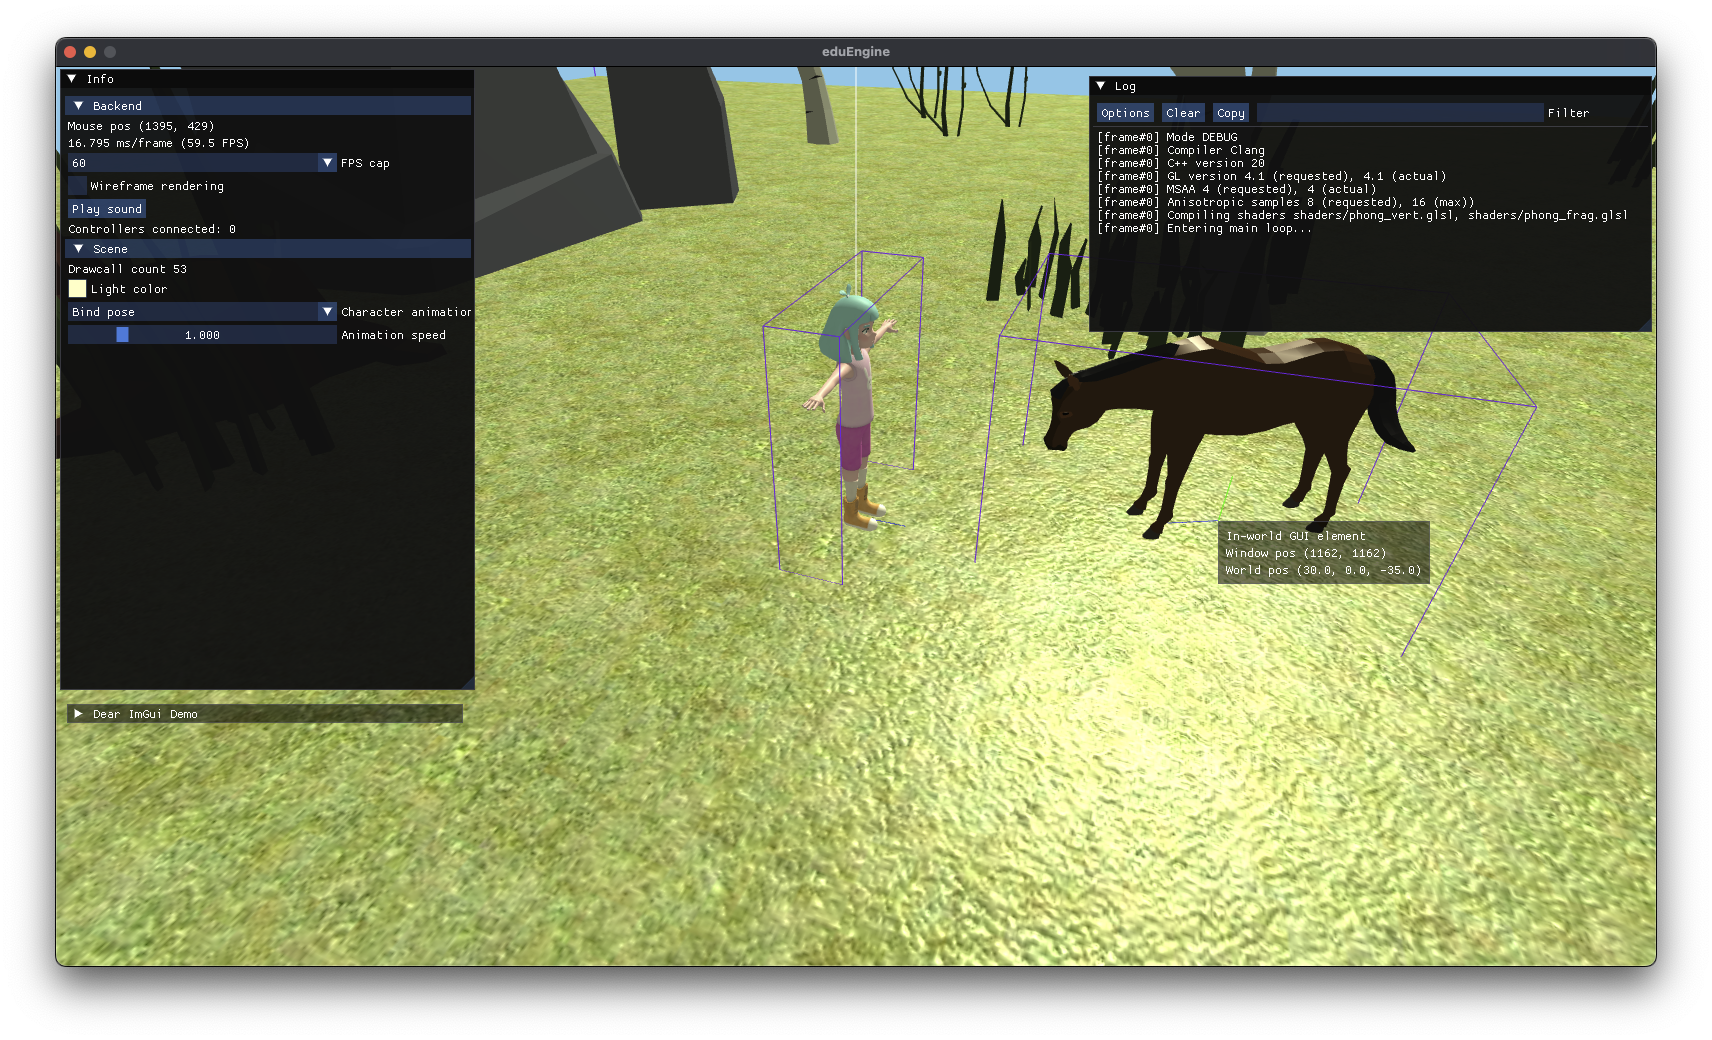 eduEngine
Info
Backend
Mouse pos (1395, 429)
16.795 ms/frame (59.5 FPS)
60 FPS cap
Wireframe rendering
Play sound
Controllers connected: 0
Scene
Drawcall count 53
Light color
Bind pose Character animation
1.000 Animation speed
Dear ImGui Demo
Log
Options Clear Copy Filter
[frame#0] Mode DEBUG
[frame#0] Compiler Clang
[frame#0] C++ version 20
[frame#0] GL version 4.1 (requested), 4.1 (actual)
[frame#0] MSAA 4 (requested), 4 (actual)
[frame#0] Anisotropic samples 8 (requested), 16 (max))
[frame#0] Compiling shaders shaders/phong_vert.glsl, shaders/phong_frag.glsl
[frame#0] Entering main loop...
In-world GUI element
Window pos (1162, 1162)
World pos (30.0, 0.0, -35.0)